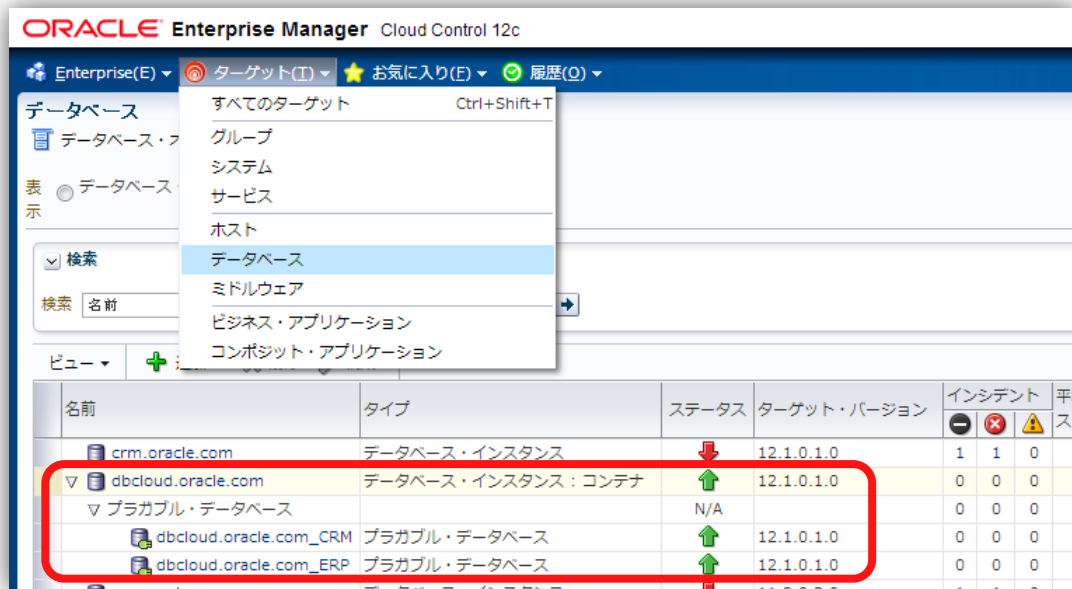 ORACLE Enterprise Manager Cloud Control 12c
Enterprise(E) ターゲット(T) お気に入り(F) 履歴(O)
データベース
すべてのターゲット Ctrl+Shift+T
データベース・
グループ
システム
表示 データベース
サービス
ホスト
検索
データベース
ミドルウェア
検索 名前
ビジネス・アプリケーション
コンポジット・アプリケーション
ビュー
名前 タイプ ステータス ターゲット・バージョン インシデント 平
ス
crm.oracle.com データベース・インスタンス 12.1.0.1.0 1 1 0
dbcloud.oracle.com データベース・インスタンス : コンテナ 12.1.0.1.0 0 0 0
プラガブル・データベース N/A 0 0 0
dbcloud.oracle.com_CRM プラガブル・データベース 12.1.0.1.0 0 0 0
dbcloud.oracle.com_ERP プラガブル・データベース 12.1.0.1.0 0 0 0